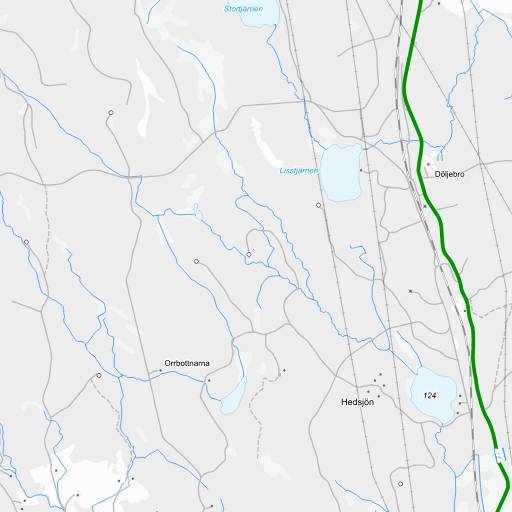 Stortjärnen
Lisstjärnen
Döljebro
Orrbottnarna
124
Hedsjön